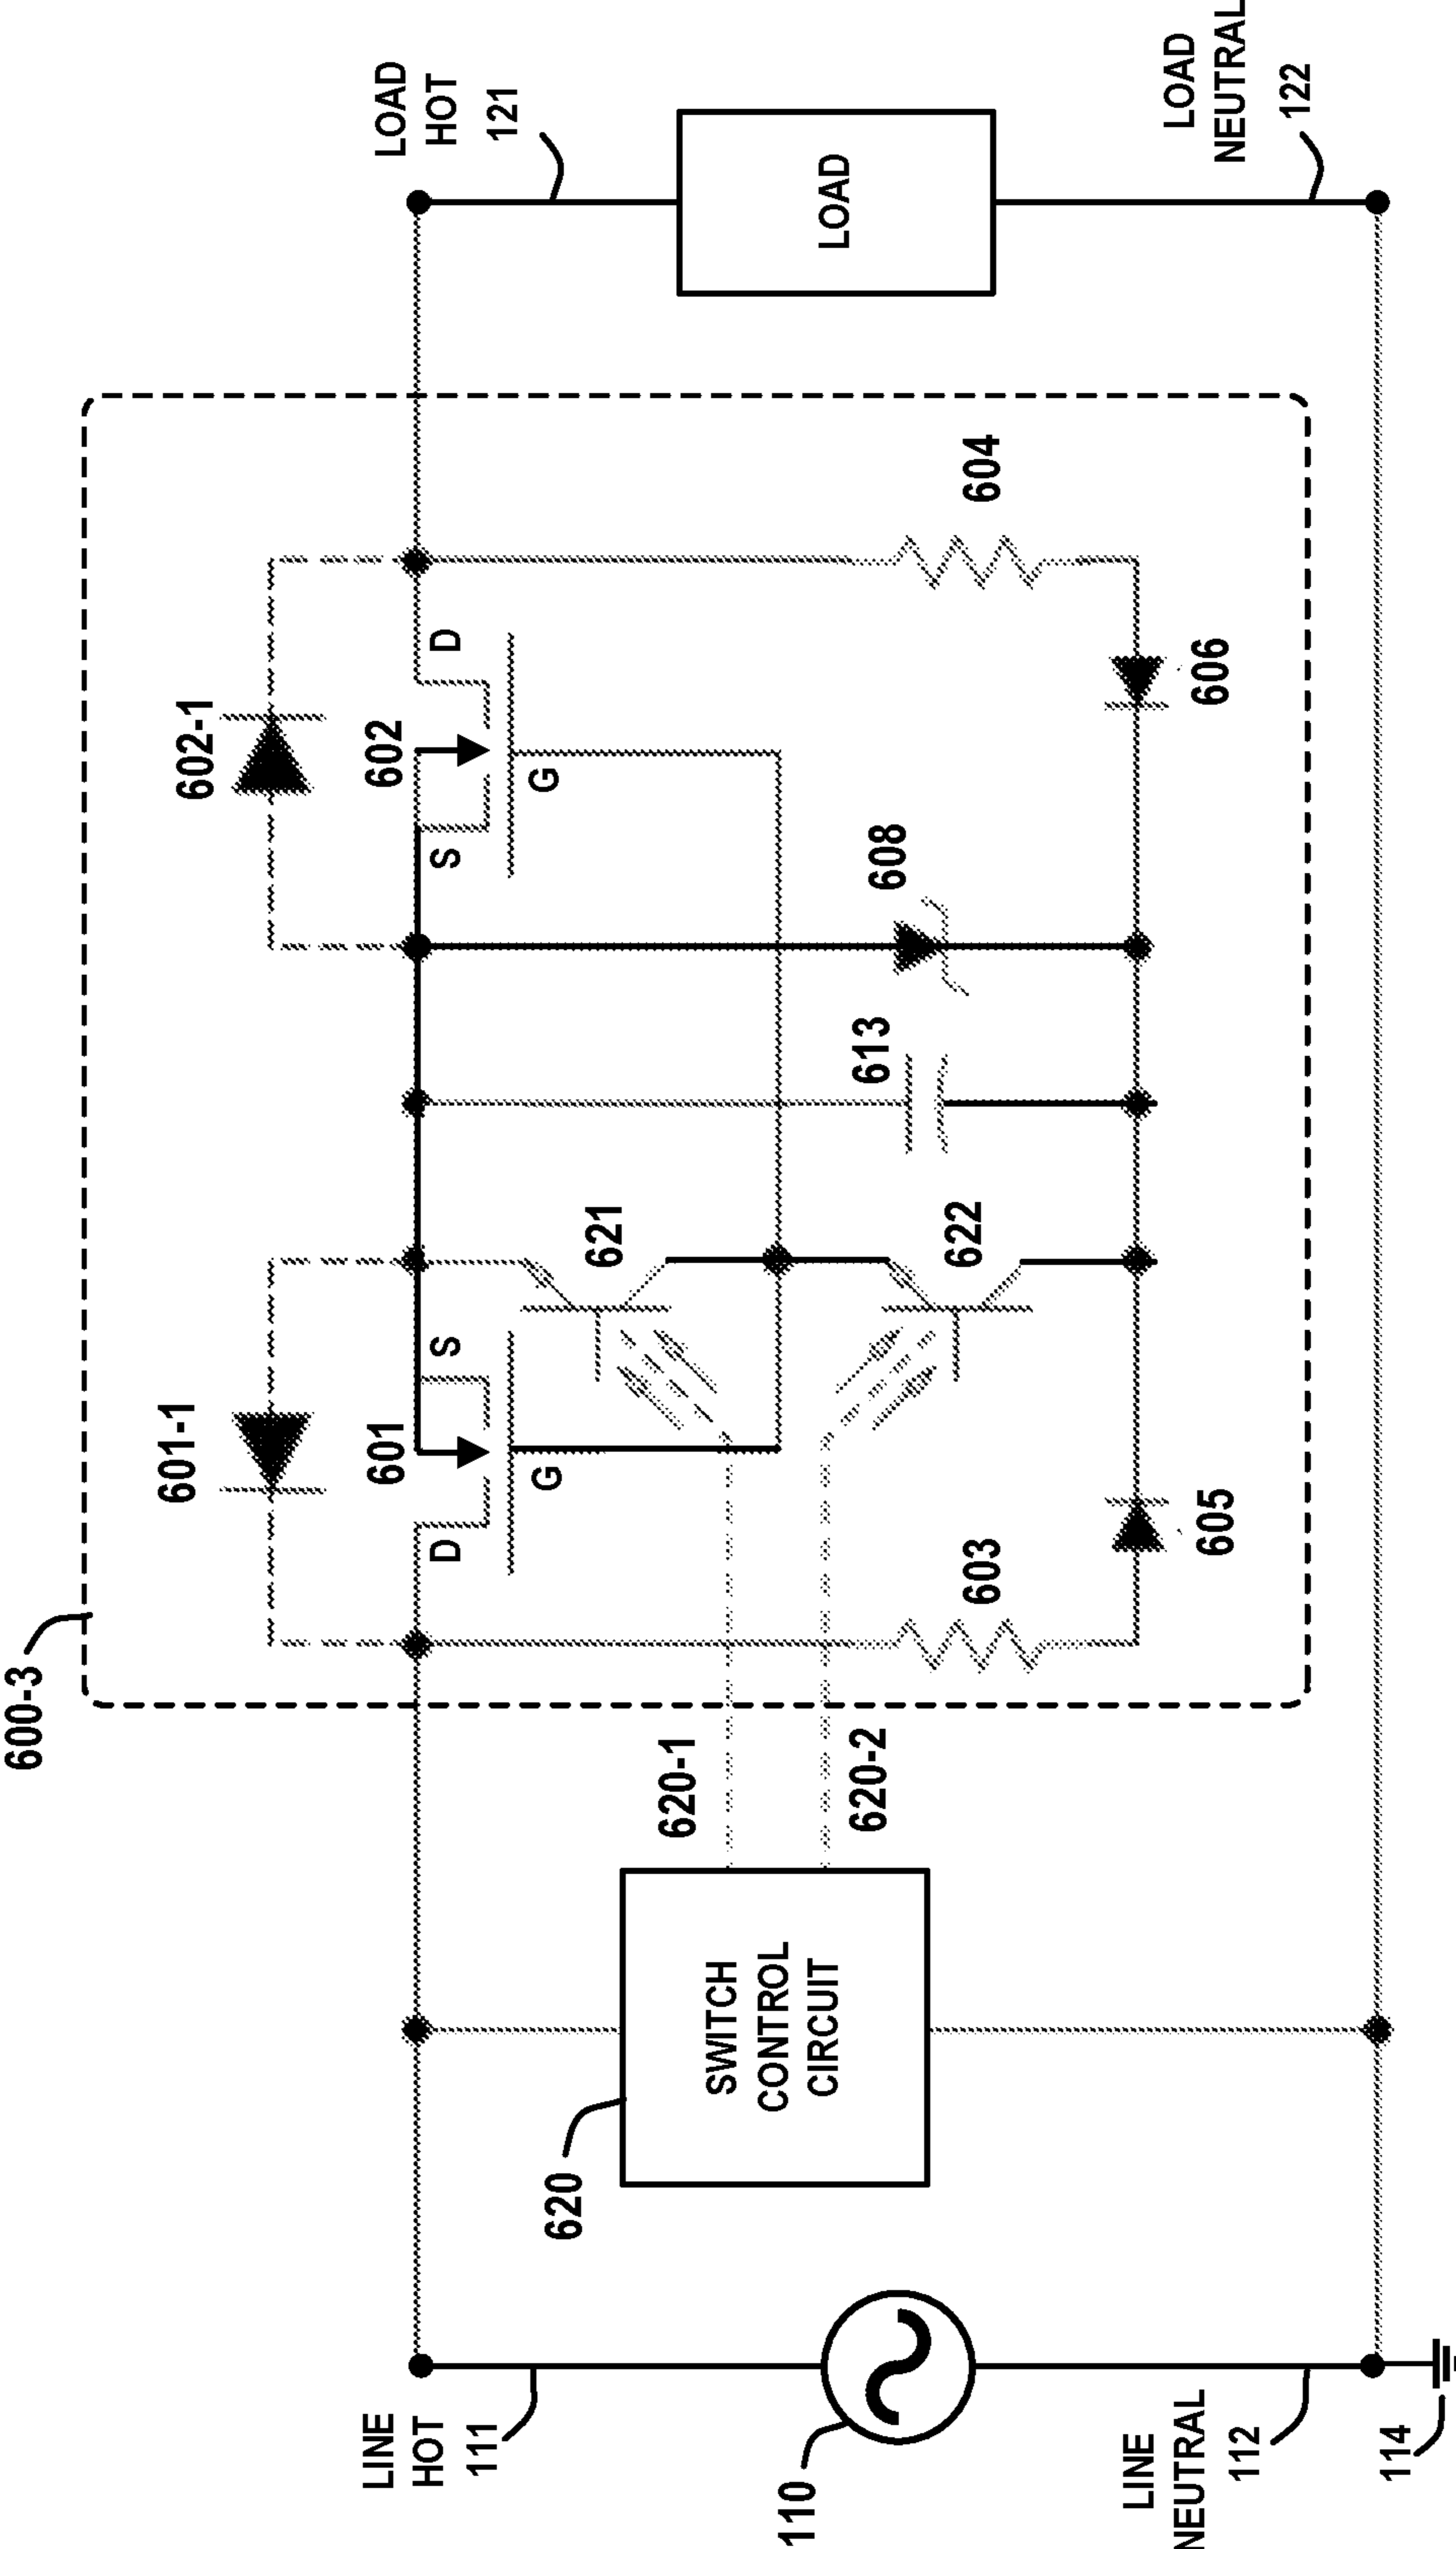 600-3
601-1
602-1
601
602
D
S
G
S
D
G
621
622
613
608
603
604
605
606
620-1
620-2
620
SWITCH
CONTROL
CIRCUIT
LINE
HOT
111
110
LINE
NEUTRAL
112
114
LOAD
HOT
121
LOAD
LOAD
NEUTRAL
122